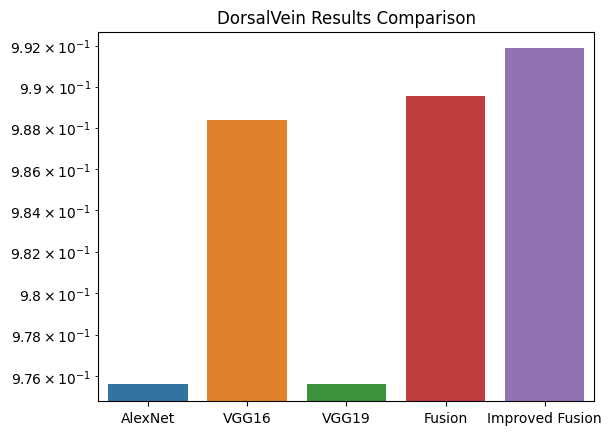 DorsalVein Results Comparison
9.92 × 10⁻¹
9.9 × 10⁻¹
9.88 × 10⁻¹
9.86 × 10⁻¹
9.84 × 10⁻¹
9.82 × 10⁻¹
9.8 × 10⁻¹
9.78 × 10⁻¹
9.76 × 10⁻¹
AlexNet VGG16 VGG19 Fusion Improved Fusion